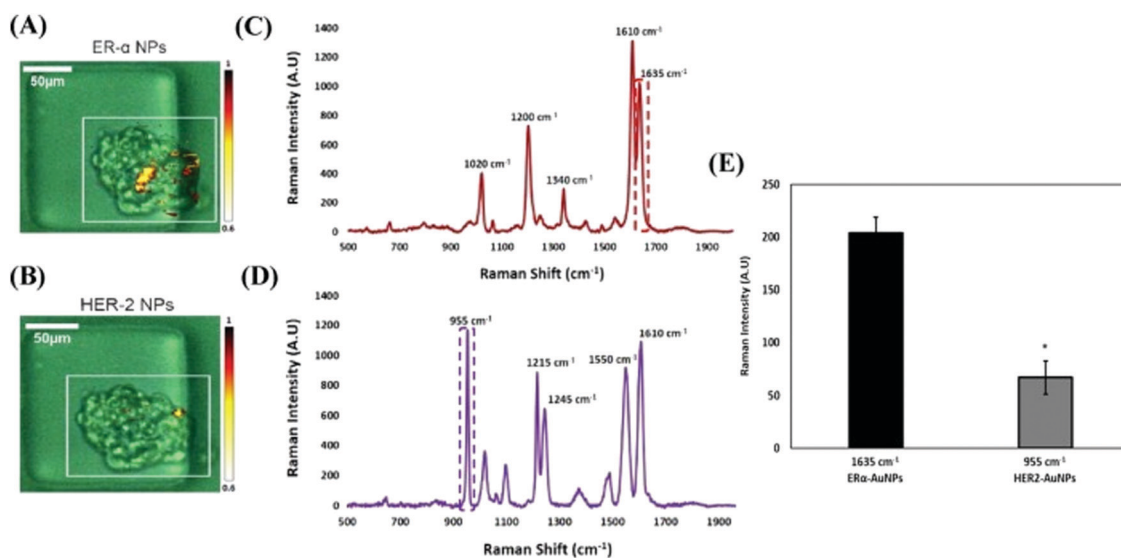 (A)
ER-α NPs
50μm
1
0.6
(B)
HER-2 NPs
50μm
1
0.6
(C)
Raman Intensity (A.U)
1400
1200
1000
800
600
400
200
0
1020 cm⁻¹
1200 cm⁻¹
1340 cm⁻¹
1610 cm⁻¹
1635 cm⁻¹
500 700 900 1100 1300 1500 1700 1900
Raman Shift (cm⁻¹)
(D)
Raman Intensity (A.U)
1400
1200
1000
800
600
400
200
0
955 cm⁻¹
1215 cm⁻¹
1245 cm⁻¹
1550 cm⁻¹
1610 cm⁻¹
500 700 900 1100 1300 1500 1700 1900
Raman Shift (cm⁻¹)
(E)
Raman Intensity (A.U)
250
200
150
100
50
0
*
1635 cm⁻¹
ERα-AuNPs
955 cm⁻¹
HER2-AuNPs